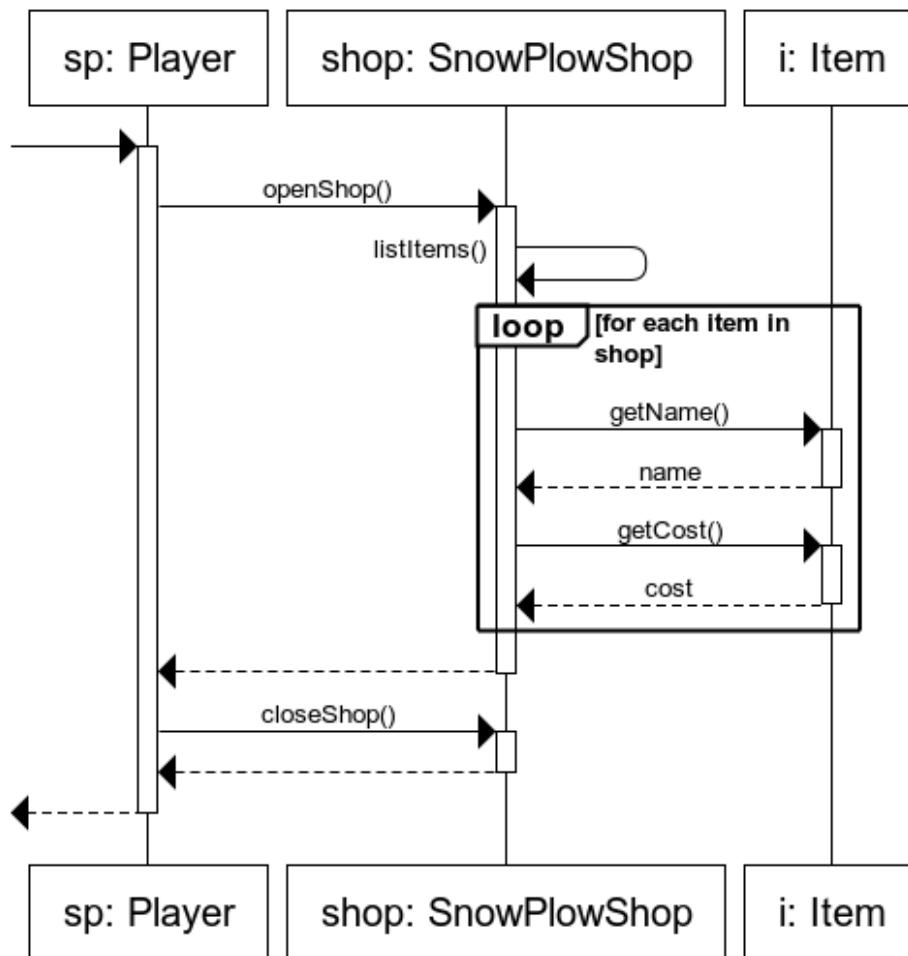 sp: Player
shop: SnowPlowShop
i: Item
openShop()
listItems()
loop
[for each item in
shop]
getName()
name
getCost()
cost
closeShop()
sp: Player
shop: SnowPlowShop
i: Item